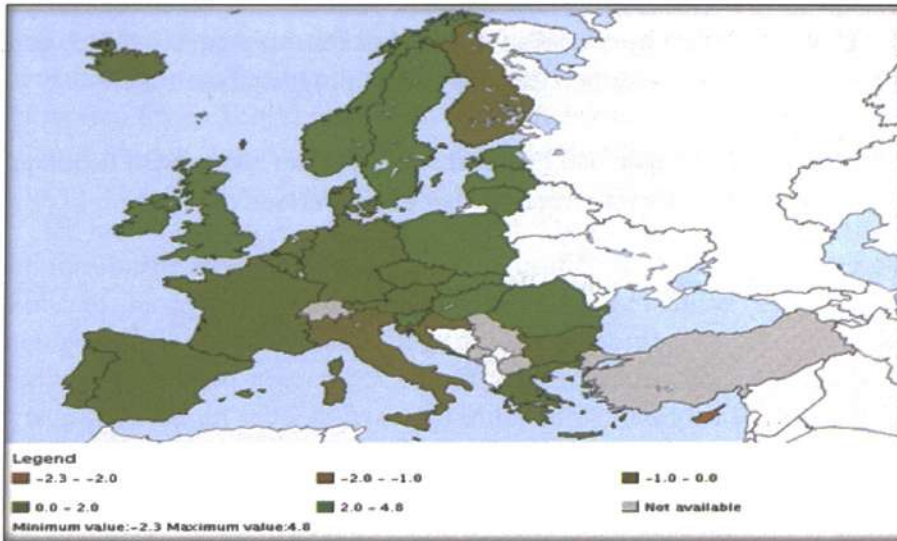 Legend
-2.3 - -2.0
-2.0 - -1.0
-1.0 - 0.0
0.0 - 2.0
2.0 - 4.8
Not available
Minimum value:-2.3 Maximum value:4.8